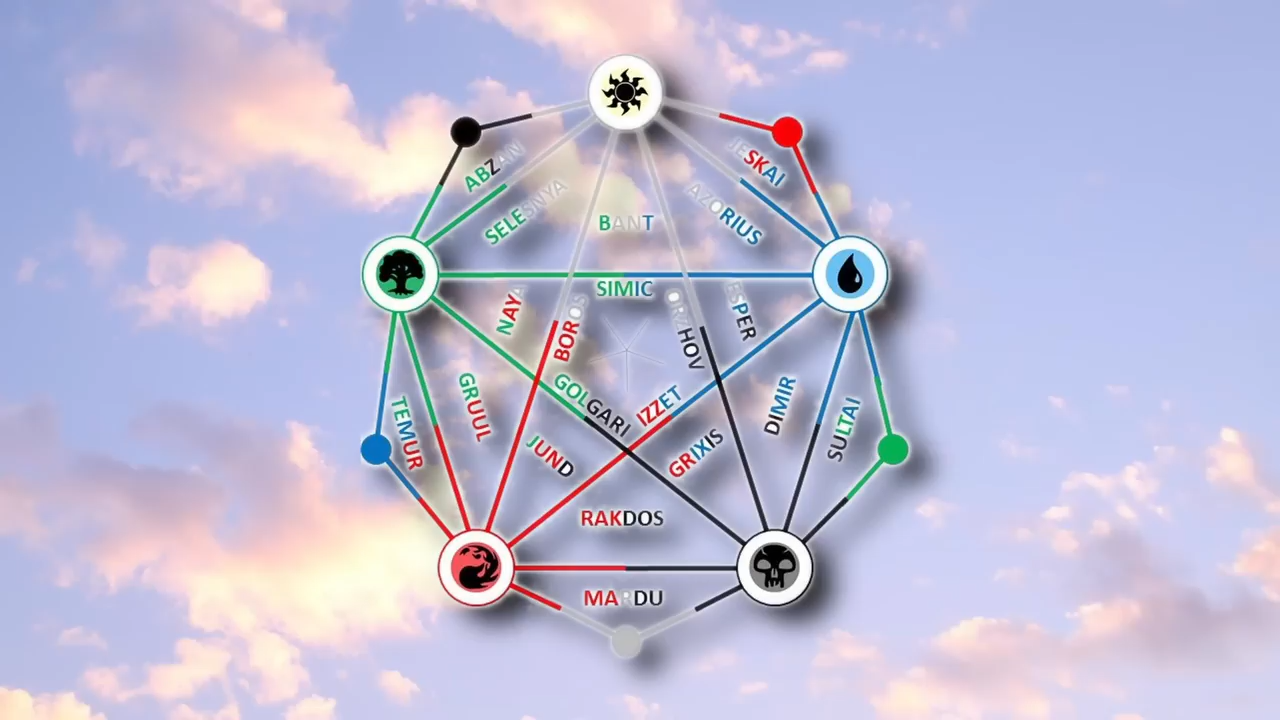 ABZAN
JESKAI
SELESNYA
AZORIUS
BANT
SIMIC
NAYA
BOROS
ORZHOV
ESPER
GOLGARI
IZZET
GRUUL
TEMUR
DIMIR
SULTAI
JUND
GRIXIS
RAKDOS
MARDU